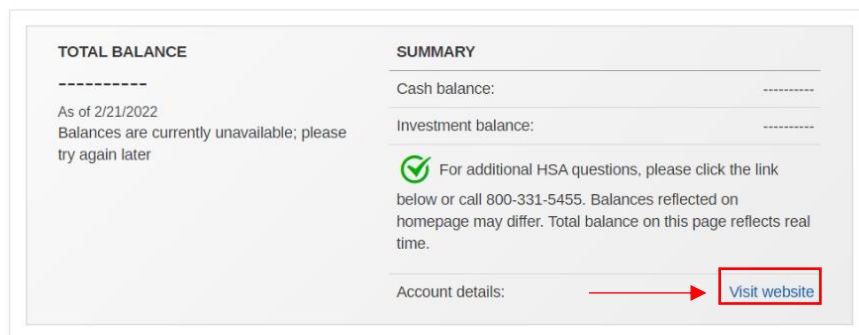 TOTAL BALANCE
----------
As of 2/21/2022
Balances are currently unavailable; please
try again later
SUMMARY
Cash balance: ----------
Investment balance: ----------
For additional HSA questions, please click the link
below or call 800-331-5455. Balances reflected on
homepage may differ. Total balance on this page reflects real
time.
Account details: Visit website